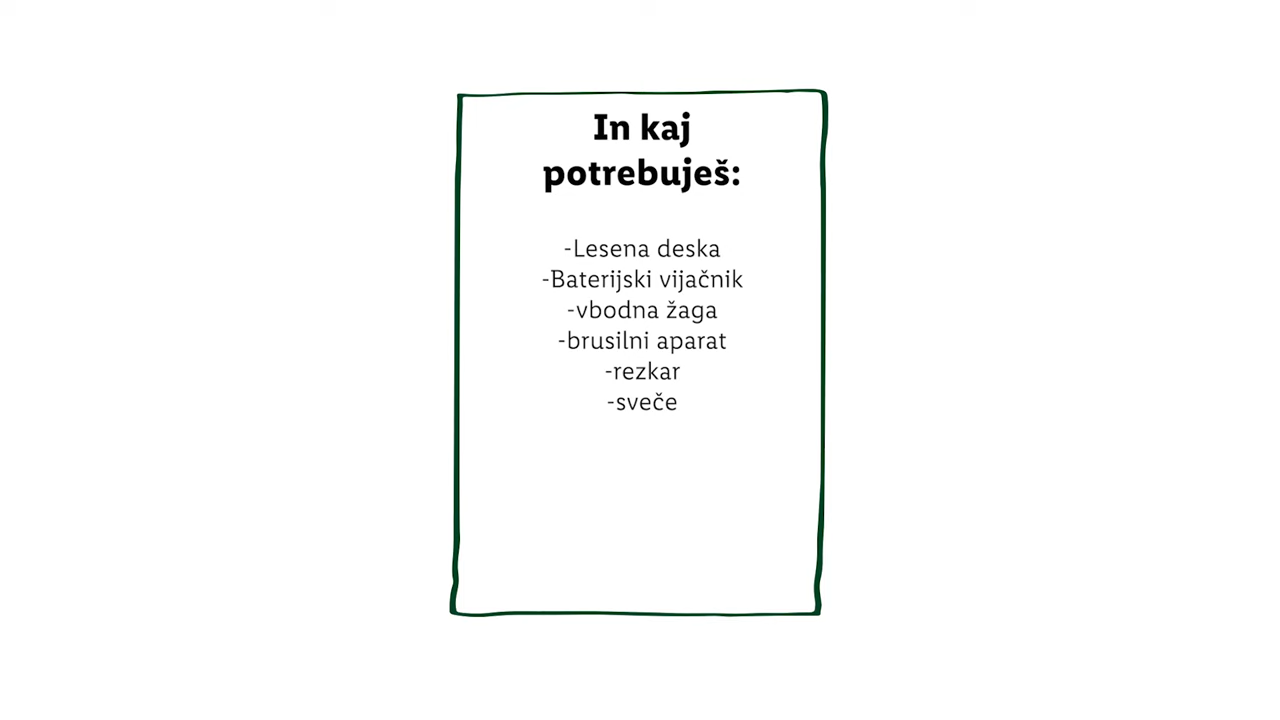 In kaj
potrebuješ:
-Lesena deska
-Baterijski vijačnik
-vbodna žaga
-brusilni aparat
-rezkar
-sveče